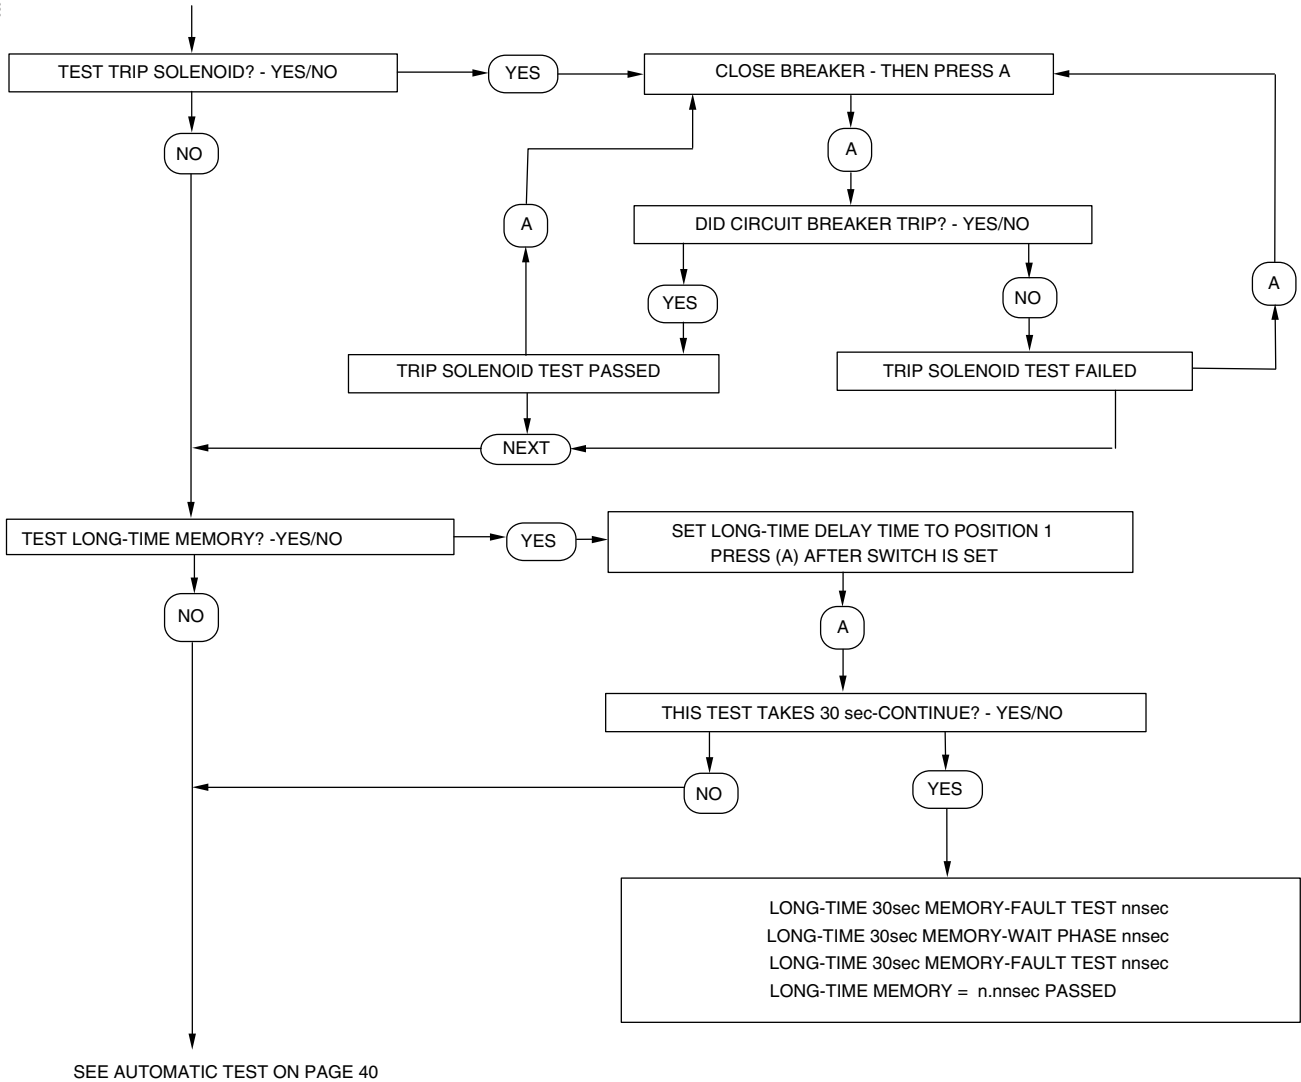 TEST TRIP SOLENOID? - YES/NO
YES
CLOSE BREAKER - THEN PRESS A
NO
A
A
DID CIRCUIT BREAKER TRIP? - YES/NO
YES
NO
A
TRIP SOLENOID TEST PASSED
TRIP SOLENOID TEST FAILED
NEXT
TEST LONG-TIME MEMORY? -YES/NO
YES
SET LONG-TIME DELAY TIME TO POSITION 1
PRESS (A) AFTER SWITCH IS SET
NO
A
THIS TEST TAKES 30 sec-CONTINUE? - YES/NO
NO
YES
LONG-TIME 30sec MEMORY-FAULT TEST nnsec
LONG-TIME 30sec MEMORY-WAIT PHASE nnsec
LONG-TIME 30sec MEMORY-FAULT TEST nnsec
LONG-TIME MEMORY = n.nnsec PASSED
SEE AUTOMATIC TEST ON PAGE 40